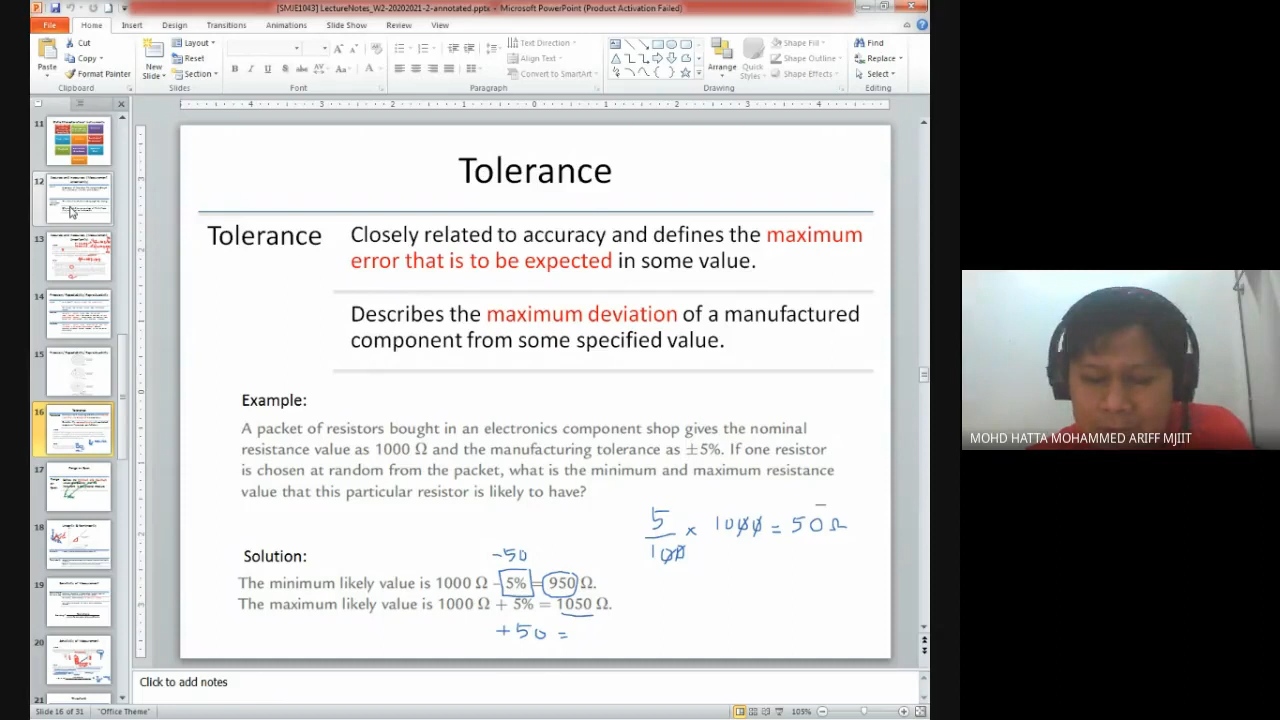 [SMJE1043] LectureNotes_W2-20202021-2-annotated.pptx - Microsoft PowerPoint (Product Activation Failed)
File Home Insert Design Transitions Animations Slide Show Review View
Cut
Copy
Format Painter
Paste
Clipboard
New
Slide
Layout
Reset
Section
Slides
B I U S abc AV Aa A
Font
Text Direction
Align Text
Convert to SmartArt
Paragraph
Arrange
Quick
Styles
Shape Fill
Shape Outline
Shape Effects
Drawing
Find
Replace
Select
Editing
11
12
13
14
15
16
17
18
19
20
21
Tolerance
Tolerance
Closely related to accuracy and defines the maximum
error that is to be expected in some value.
Describes the maximum deviation of a manufactured
component from some specified value.
Example:
A packet of resistors bought in an electronics component shop gives the nominal
resistance value as 1000 Ω and the manufacturing tolerance as ±5%. If one resistor
is chosen at random from the packet, what is the minimum and maximum resistance
value that this particular resistor is likely to have?
5/100 × 1000 = 50 Ω
Solution:
-50
The minimum likely value is 1000 Ω - 5% = 950 Ω.
The maximum likely value is 1000 Ω + 5% = 1050 Ω.
+50 =
Click to add notes
Slide 16 of 31 "Office Theme" 105%
MOHD HATTA MOHAMMED ARIFF MJIIT